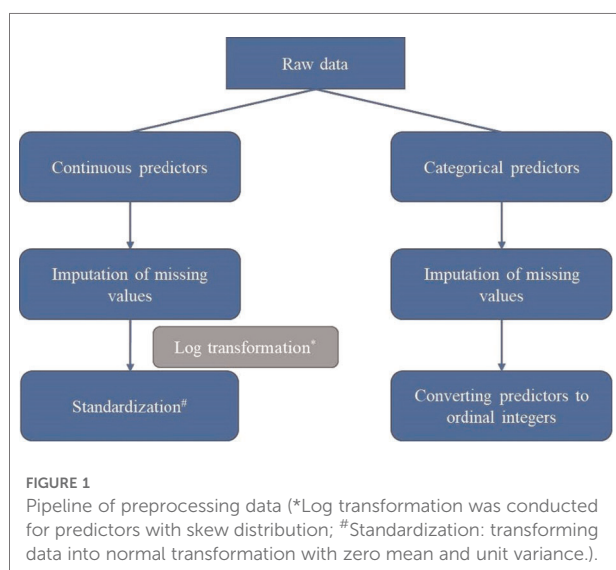 Raw data
Continuous predictors
Categorical predictors
Imputation of missing
values
Imputation of missing
values
Log transformation*
Standardization#
Converting predictors to
ordinal integers
FIGURE 1
Pipeline of preprocessing data (*Log transformation was conducted
for predictors with skew distribution; #Standardization: transforming
data into normal transformation with zero mean and unit variance.).